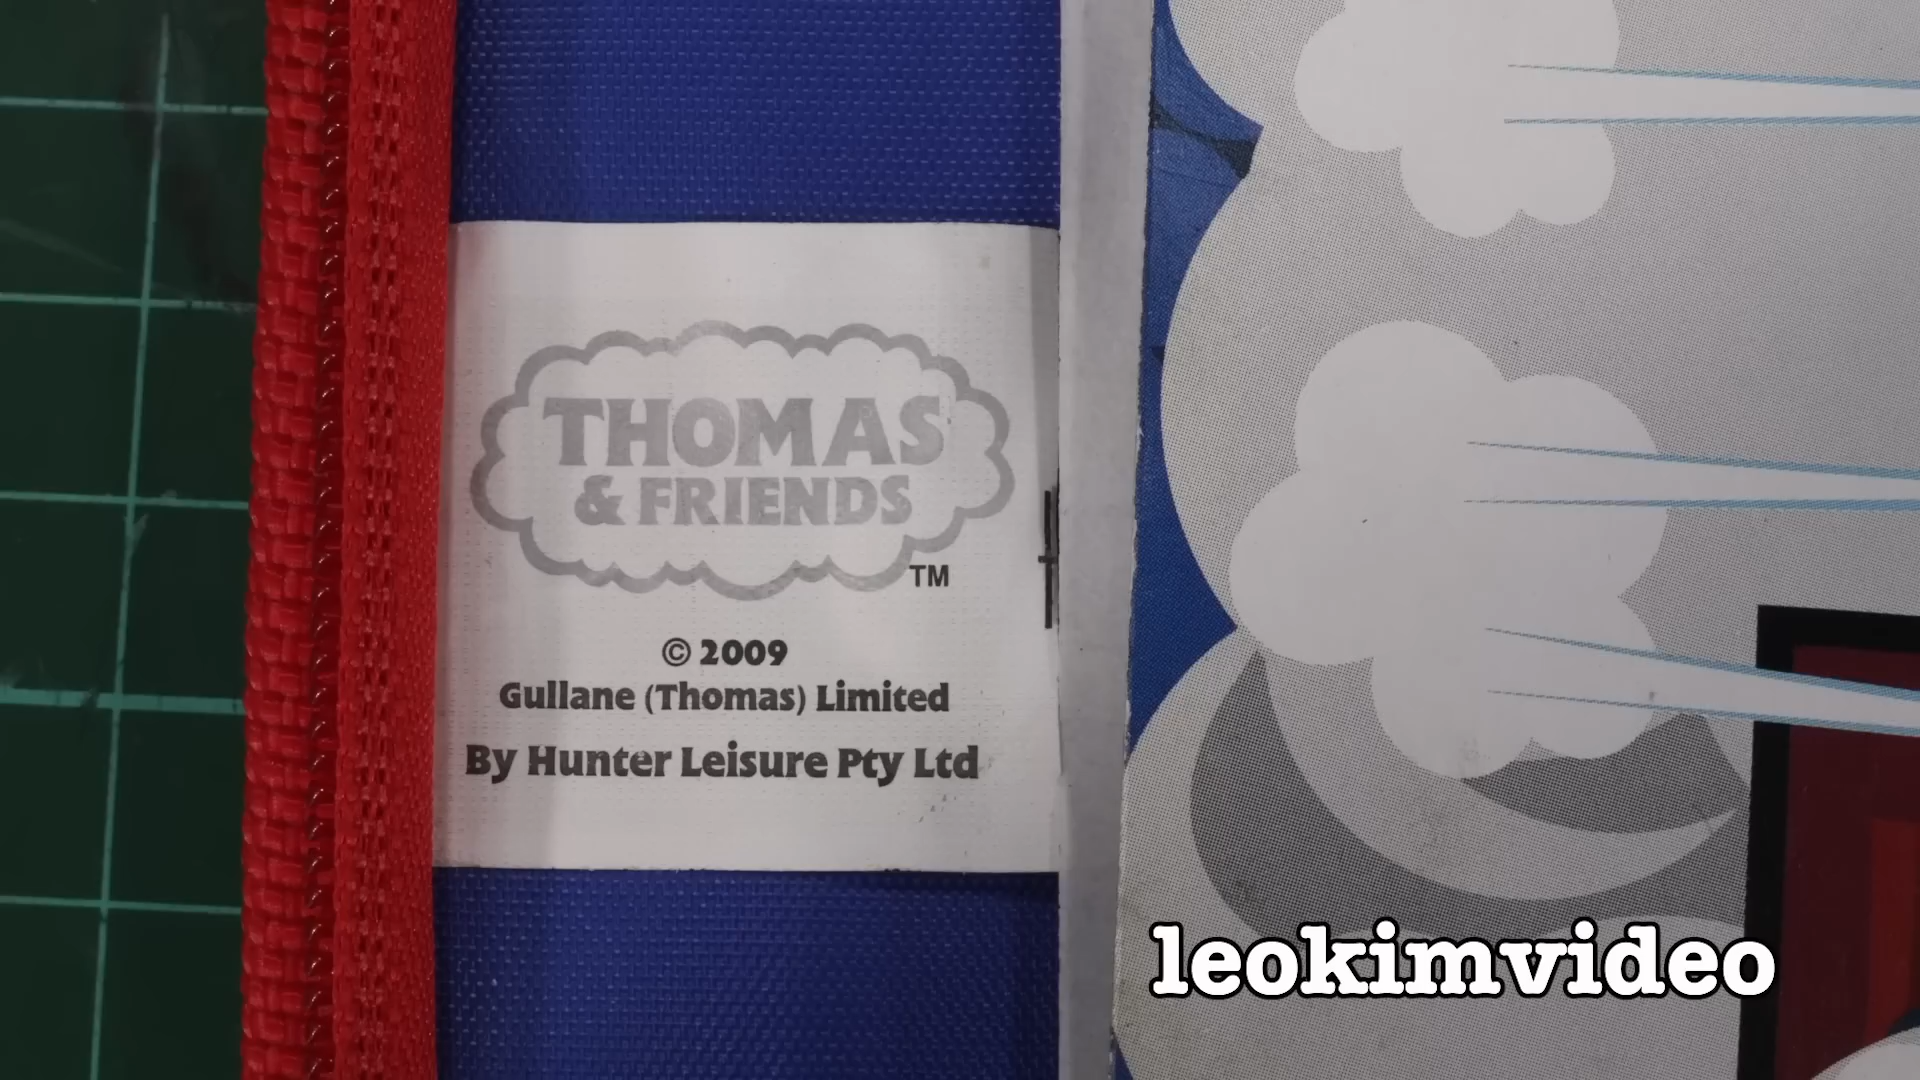 THOMAS
& FRIENDS
TM
© 2009
Gullane (Thomas) Limited
By Hunter Leisure Pty Ltd
leokimvideo